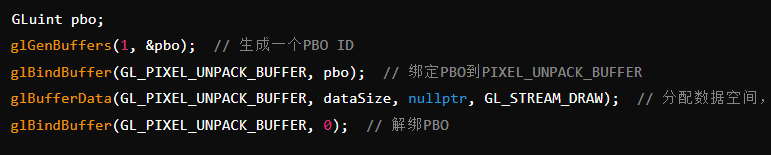 GLuint pbo;
glGenBuffers(1, &pbo);  // 生成一个PBO ID
glBindBuffer(GL_PIXEL_UNPACK_BUFFER, pbo);  // 绑定PBO到PIXEL_UNPACK_BUFFER
glBufferData(GL_PIXEL_UNPACK_BUFFER, dataSize, nullptr, GL_STREAM_DRAW);  // 分配数据空间,
glBindBuffer(GL_PIXEL_UNPACK_BUFFER, 0);  // 解绑PBO